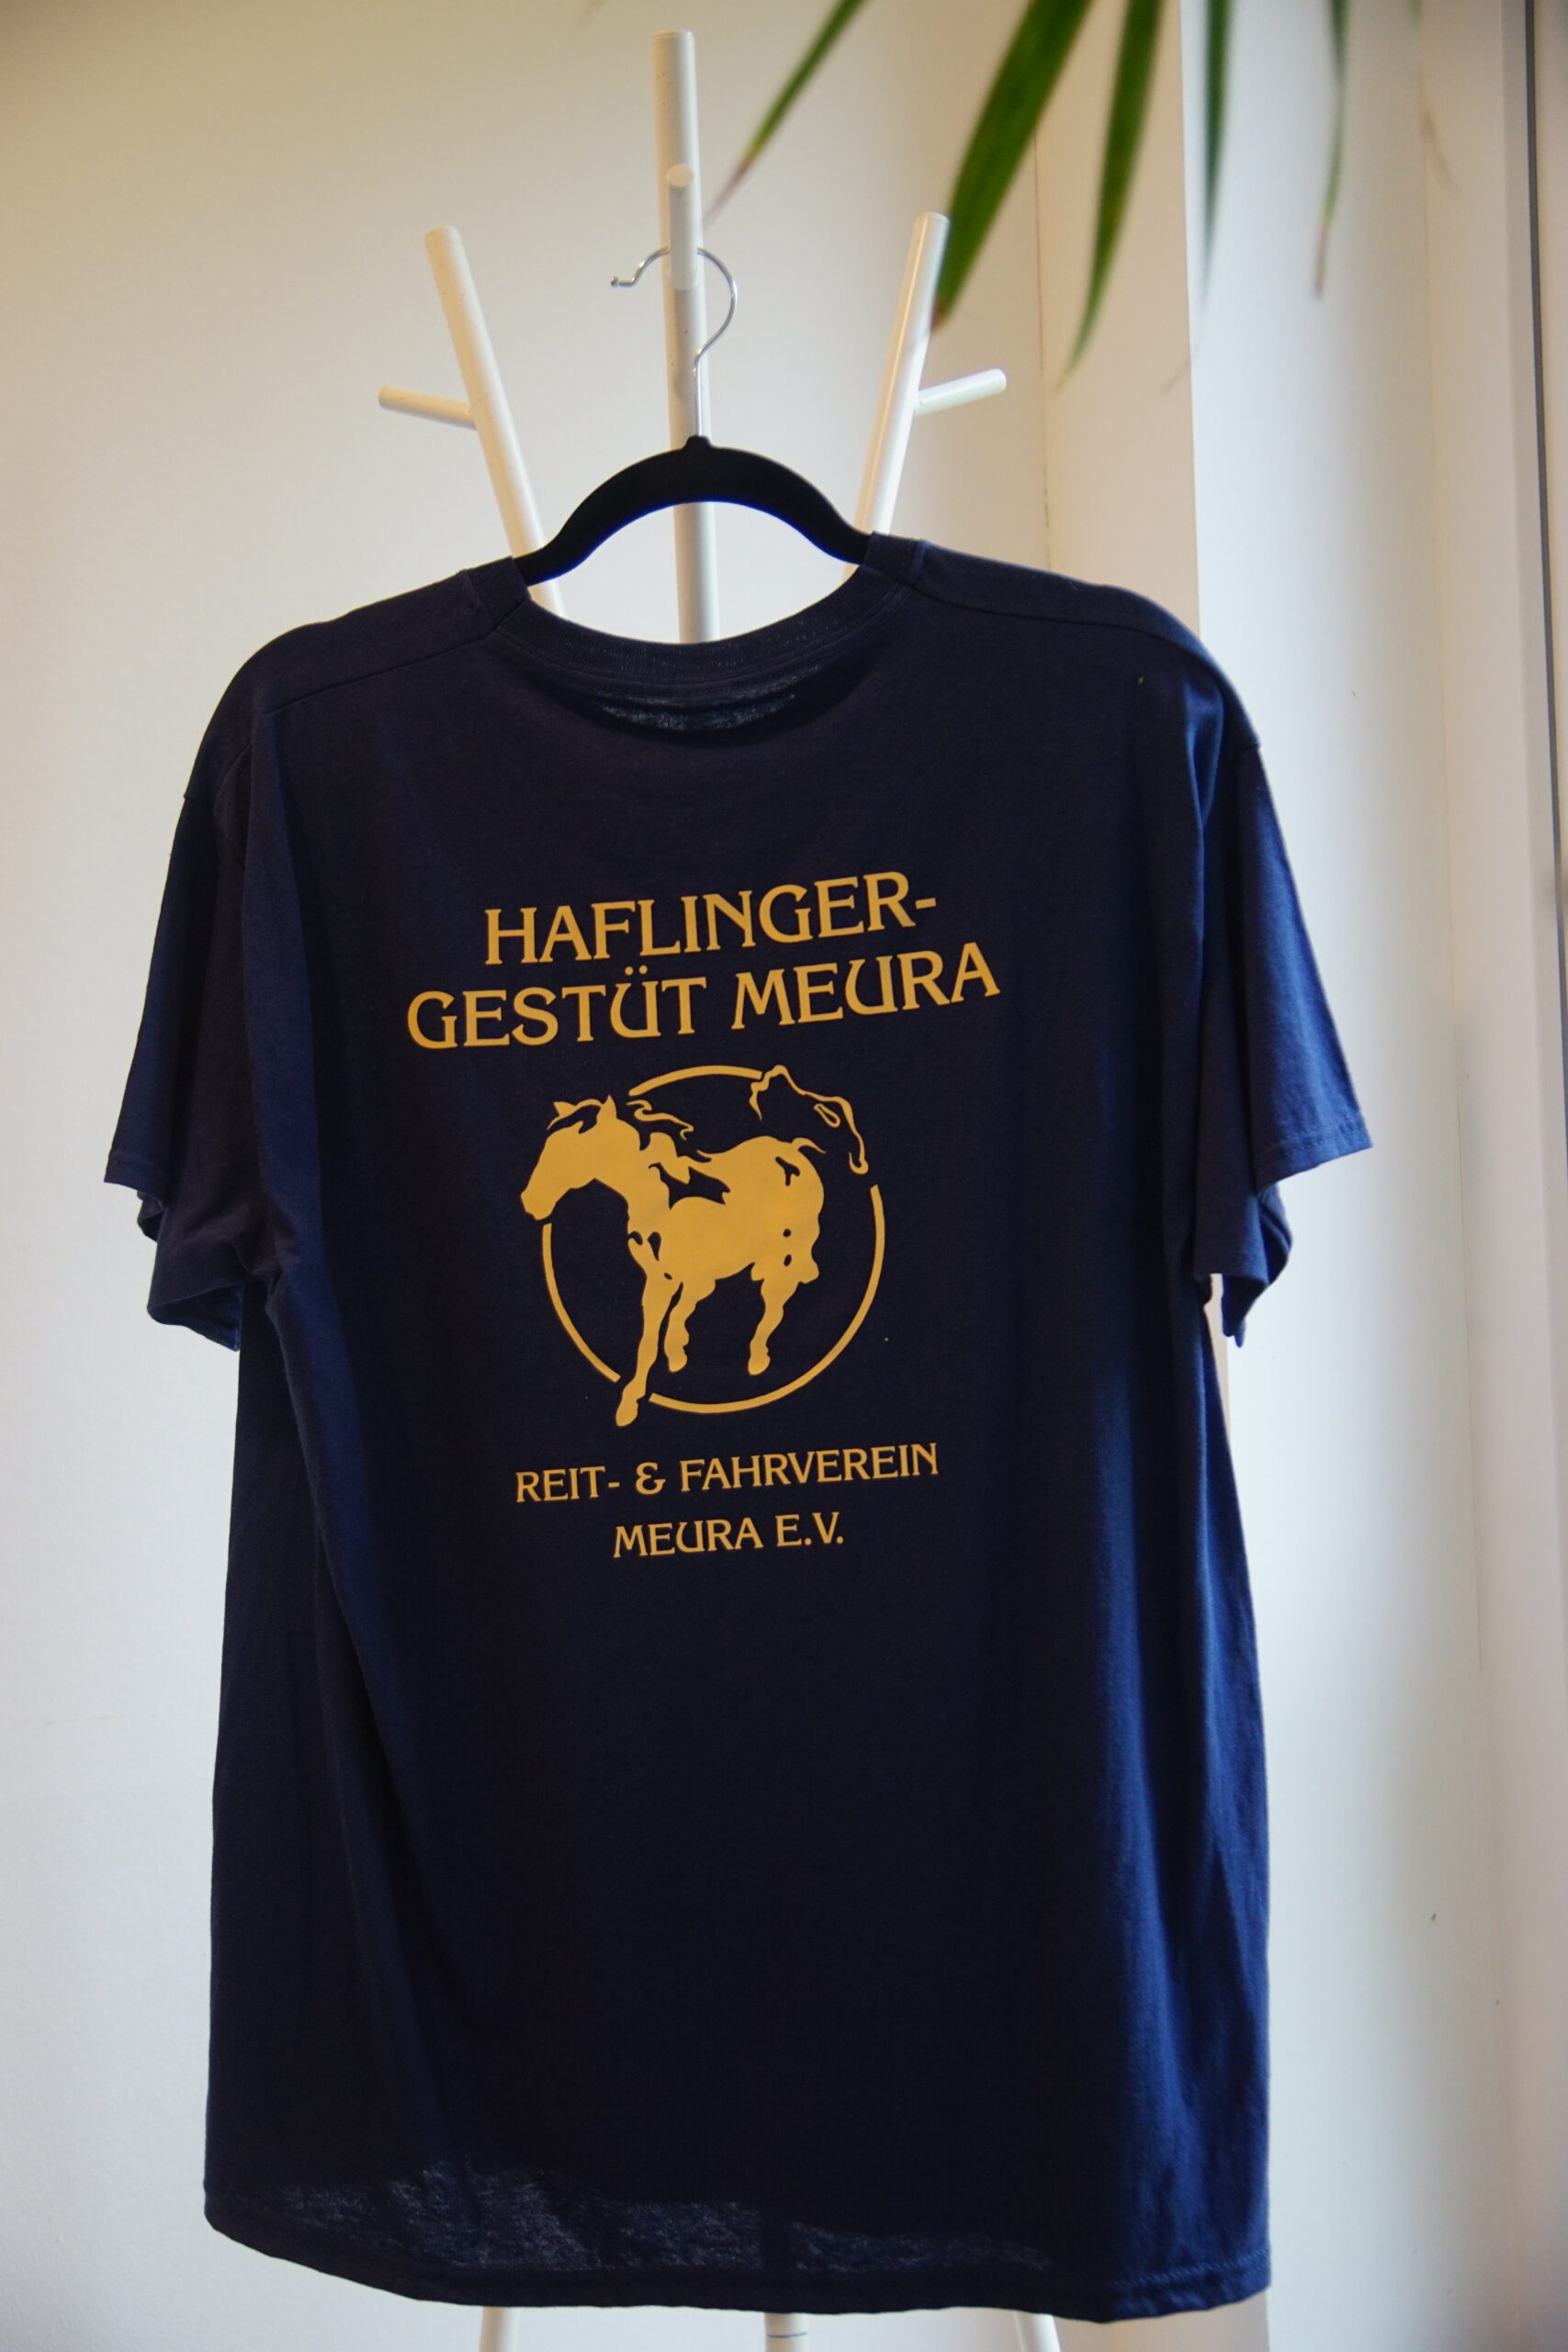 HAFLINGER-
GESTÜT MEURA
REIT- & FAHRVEREIN
MEURA E.V.